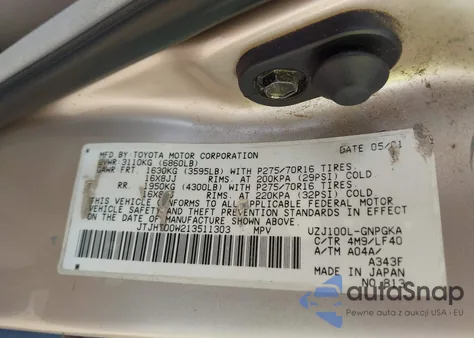 MFD BY: TOYOTA MOTOR CORPORATION DATE 05/01
GVWR 3110KG (6860LB)
GAWR FRT. 1630KG (3595LB) WITH P275/70R16 TIRES,
16X8JJ RIMS, AT 200KPA (29PSI) COLD
RR. 1950KG (4300LB) WITH P275/70R16 TIRES,
16X8JJ RIMS, AT 220KPA (32PSI) COLD
THIS VEHICLE CONFORMS TO ALL APPLICABLE FEDERAL
MOTOR VEHICLE SAFETY STANDARDS IN EFFECT ON
THE DATE OF MANUFACTURE SHOWN ABOVE.
JTJHT00W213511303 MPV UZJ100L-GNPGKA
C/TR 4M9/LF40
A/TM A04A/
A343F
MADE IN JAPAN
NO. 813
autoSnap
Pewne auta z aukcji USA i EU